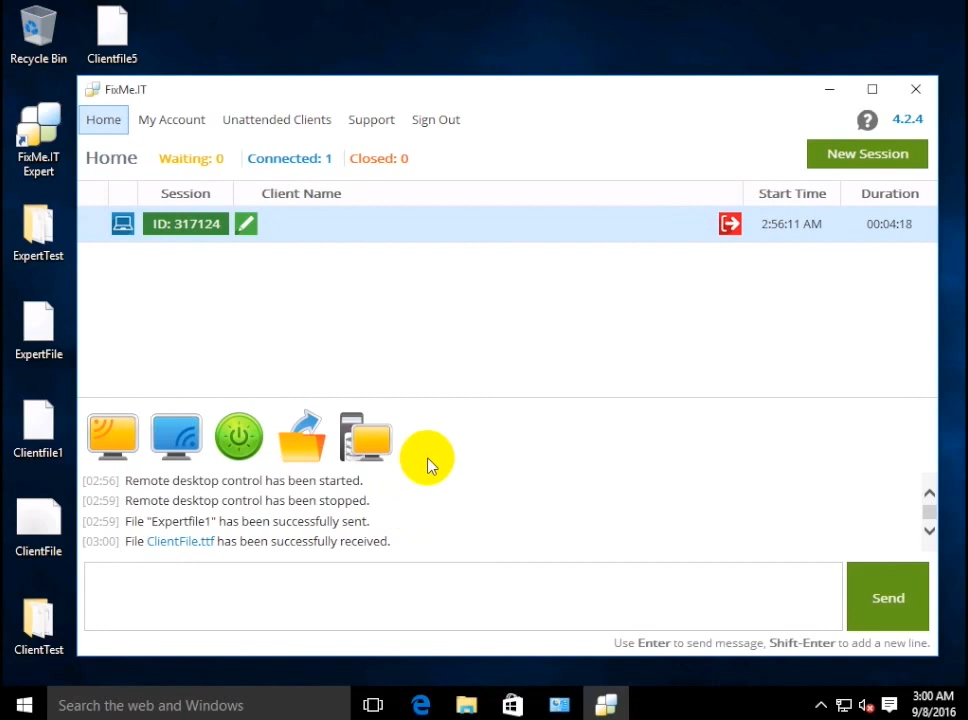 Recycle Bin
Clientfile5
FixMe.IT
Expert
ExpertTest
ExpertFile
Clientfile1
ClientFile
ClientTest
FixMe.IT
Home My Account Unattended Clients Support Sign Out
? 4.2.4
Home Waiting: 0 Connected: 1 Closed: 0 New Session
Session Client Name Start Time Duration
ID: 317124 2:56:11 AM 00:04:18
[02:56] Remote desktop control has been started.
[02:59] Remote desktop control has been stopped.
[02:59] File "Expertfile1" has been successfully sent.
[03:00] File ClientFile.ttf has been successfully received.
Send
Use Enter to send message, Shift-Enter to add a new line.
Search the web and Windows
3:00 AM
9/8/2016